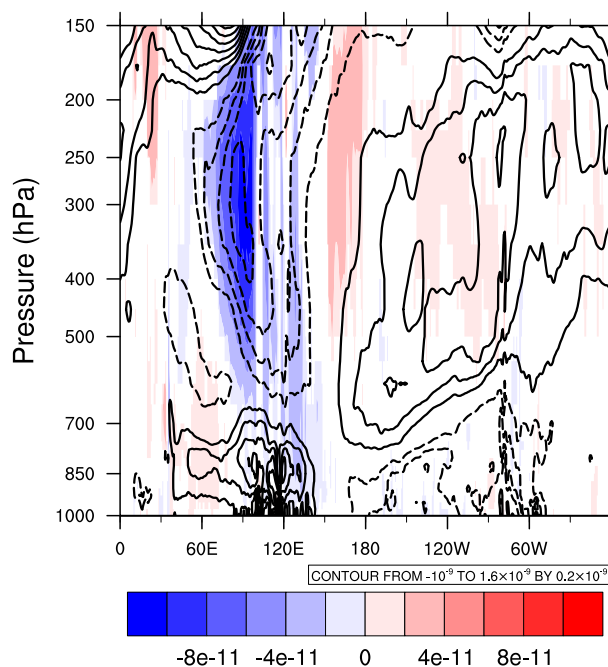 150
200
250
300
400
500
700
850
1000
Pressure (hPa)
0 60E 120E 180 120W 60W
CONTOUR FROM -10⁻⁹ TO 1.6×10⁻⁹ BY 0.2×10⁻⁹
-8e-11 -4e-11 0 4e-11 8e-11